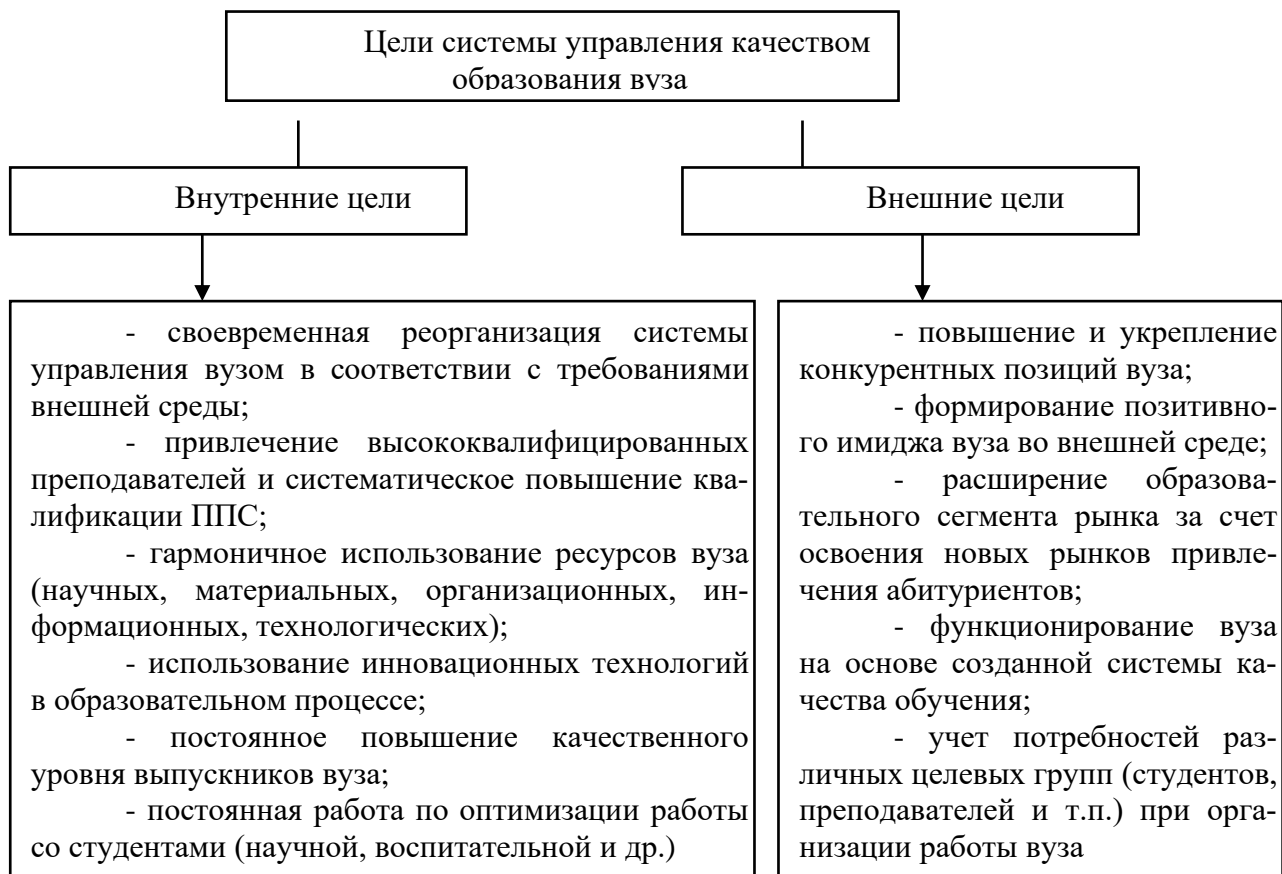 Цели системы управления качеством
образования вуза
Внутренние цели
Внешние цели
- своевременная реорганизация системы
управления вузом в соответствии с требованиями
внешней среды;
- привлечение высококвалифицированных
преподавателей и систематическое повышение ква-
лификации ППС;
- гармоничное использование ресурсов вуза
(научных, материальных, организационных, ин-
формационных, технологических);
- использование инновационных технологий
в образовательном процессе;
- постоянное повышение качественного
уровня выпускников вуза;
- постоянная работа по оптимизации работы
со студентами (научной, воспитательной и др.)
- повышение и укрепление
конкурентных позиций вуза;
- формирование позитивно-
го имиджа вуза во внешней среде;
- расширение образова-
тельного сегмента рынка за счет
освоения новых рынков привле-
чения абитуриентов;
- функционирование вуза
на основе созданной системы ка-
чества обучения;
- учет потребностей раз-
личных целевых групп (студентов,
преподавателей и т.п.) при орга-
низации работы вуза